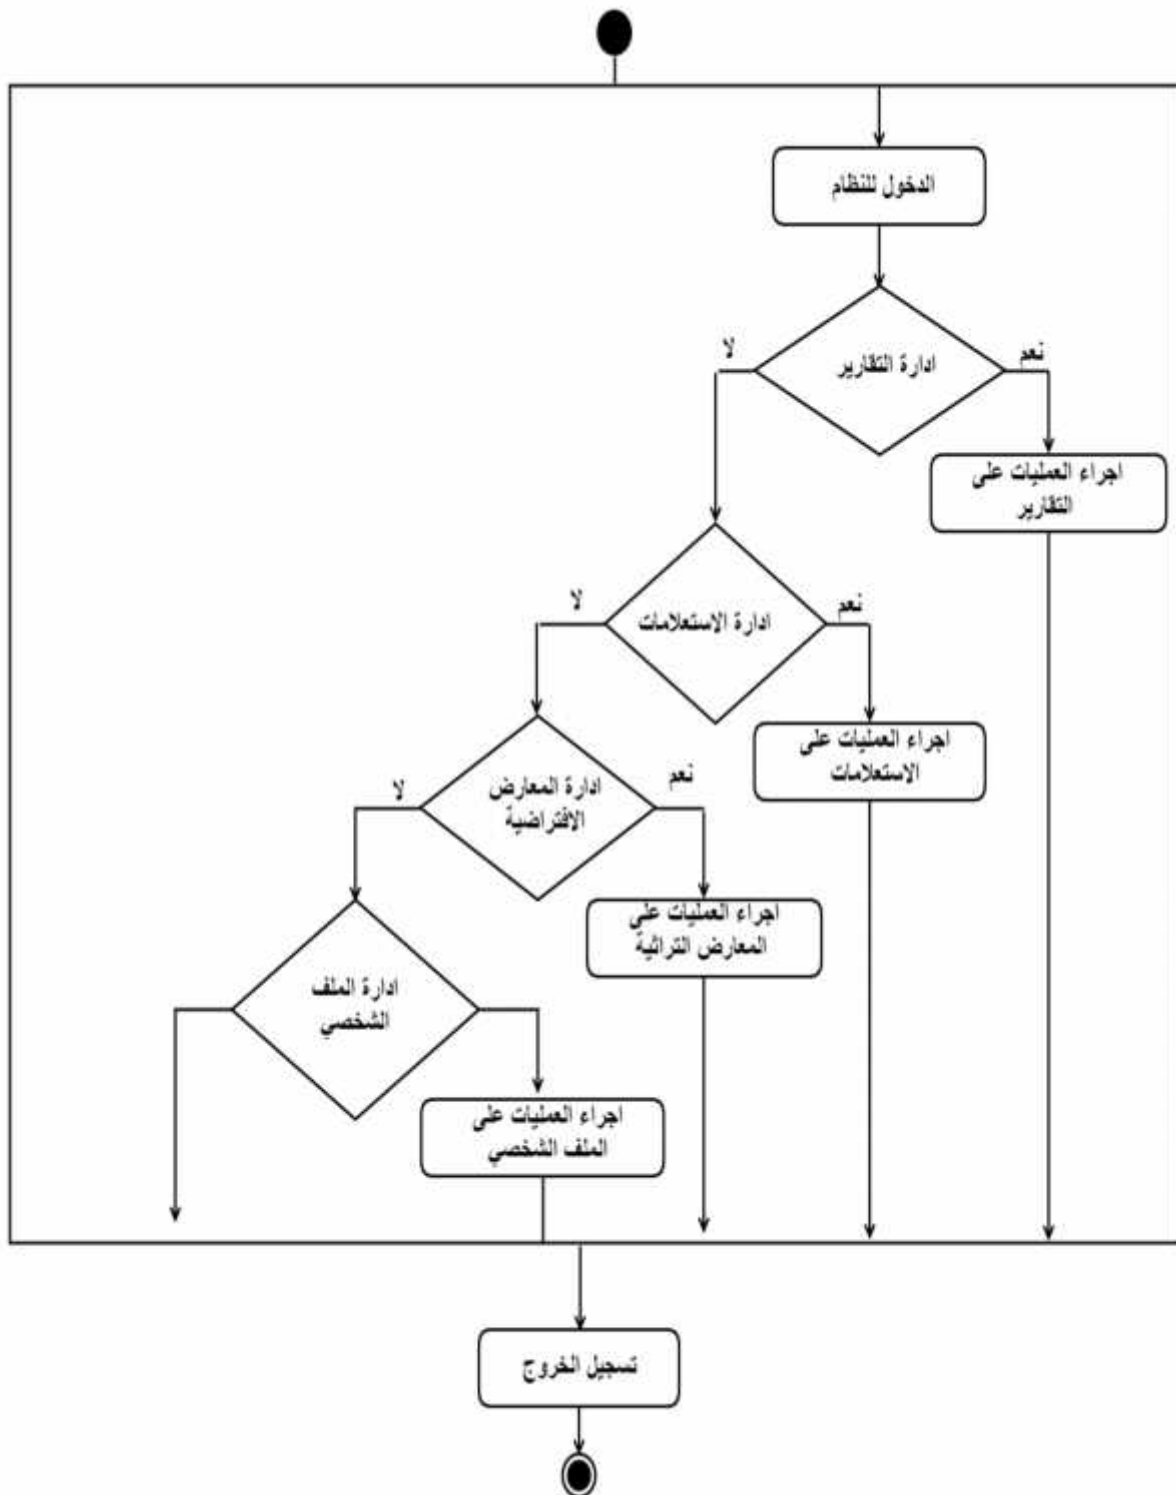 الدخول للنظام
ادارة التقارير
نعم
لا
اجراء العمليات على
التقارير
ادارة الاستعلامات
نعم
لا
اجراء العمليات على
الاستعلامات
ادارة المعارض
الافتراضية
نعم
لا
اجراء العمليات على
المعارض التراثية
ادارة الملف
الشخصي
اجراء العمليات على
الملف الشخصي
تسجيل الخروج